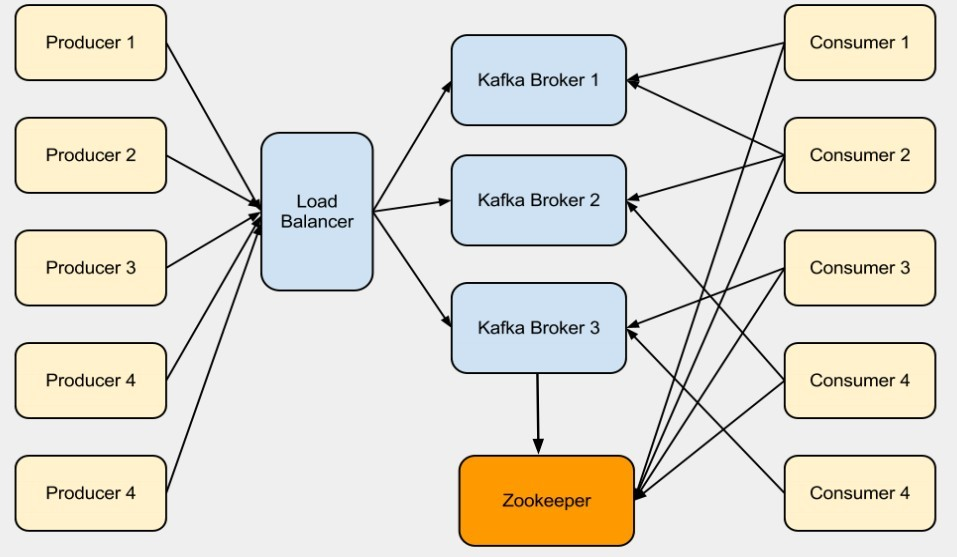 Producer 1
Producer 2
Producer 3
Producer 4
Producer 4
Load
Balancer
Kafka Broker 1
Kafka Broker 2
Kafka Broker 3
Zookeeper
Consumer 1
Consumer 2
Consumer 3
Consumer 4
Consumer 4